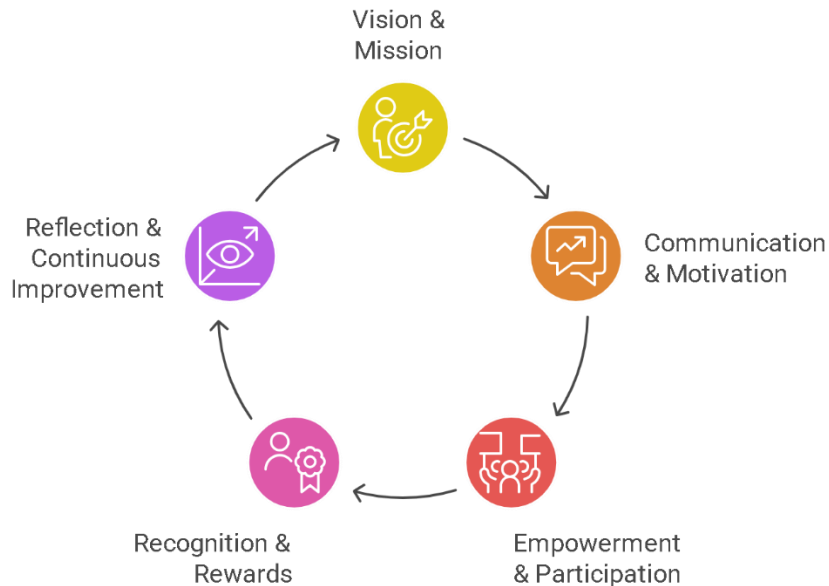 Vision &
Mission
Communication
& Motivation
Empowerment
& Participation
Recognition &
Rewards
Reflection &
Continuous
Improvement